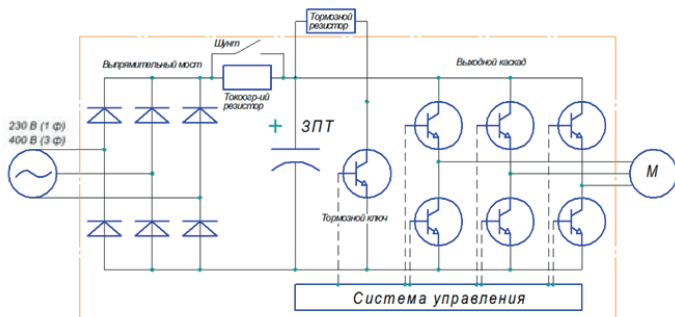 Тормозной
резистор
Шунт
Выпрямительный мост
Выходной каскад
Токоогр-ий
резистор
230 В (1 ф)
400 В (3 ф)
+
ЗПТ
М
Тормозной ключ
Система управления